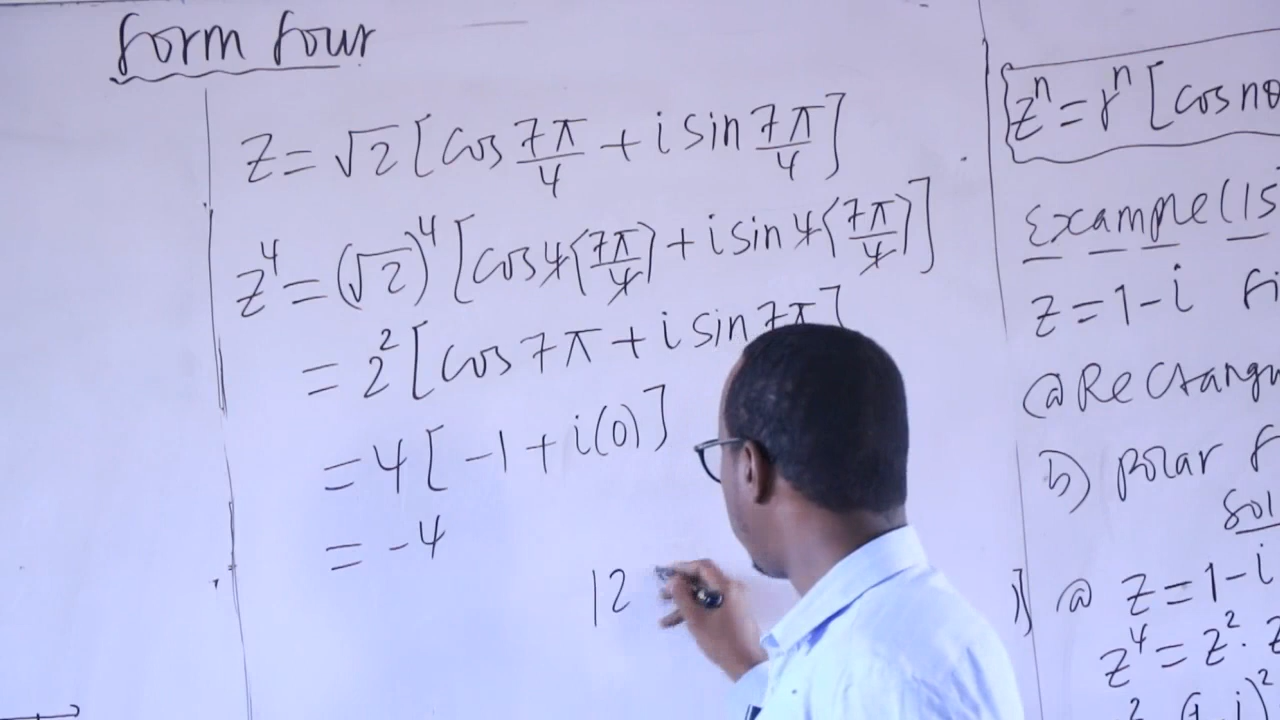 Form Four
z = √2 [cos 7π/4 + i sin 7π/4]
z⁴ = (√2)⁴ [cos 4(7π/4) + i sin 4(7π/4)]
= 2² [cos 7π + i sin 7π]
= 4 [-1 + i(0)]
= -4
12
zⁿ = rⁿ [cos nθ
Example (15
z = 1 - i Fi
@ Rectangu
b) Polar f
Sol
@ z = 1 - i
z⁴ = z² .